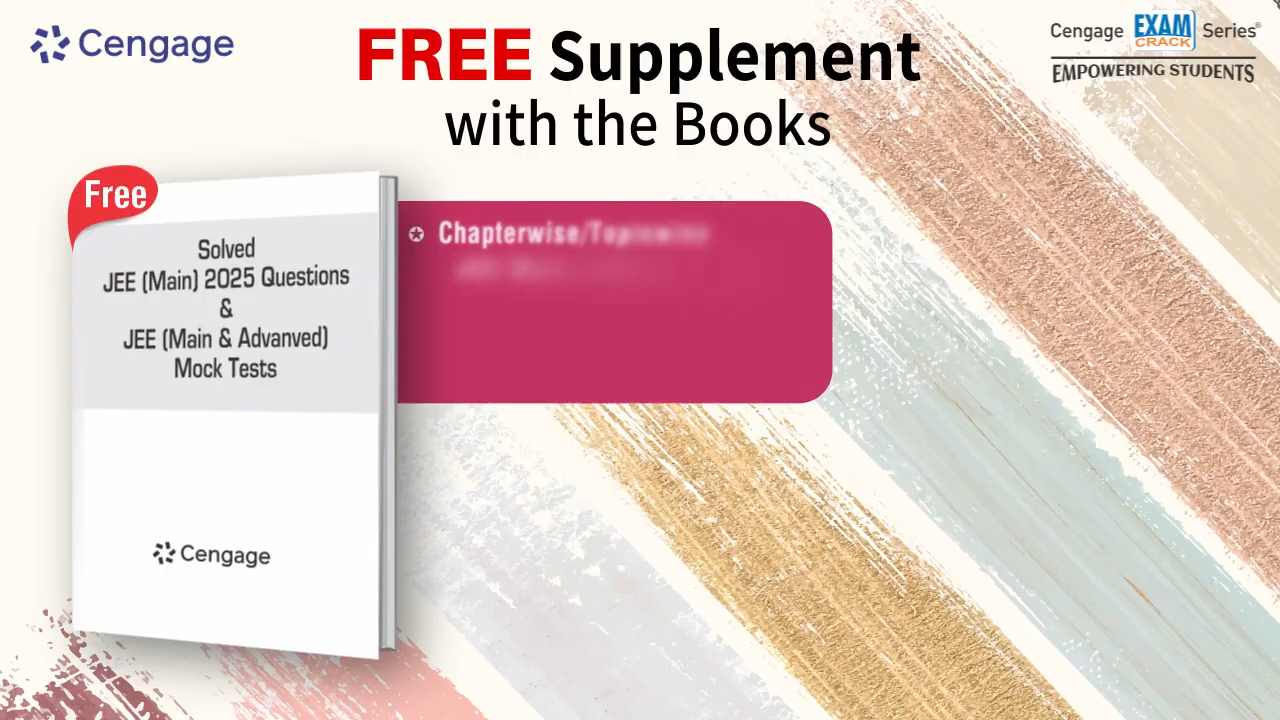 Cengage
FREE Supplement
with the Books
Cengage EXAM CRACK Series
EMPOWERING STUDENTS
Free
Solved
JEE (Main) 2025 Questions
&
JEE (Main & Advanved)
Mock Tests
Cengage
Chapterwise/Topicwise